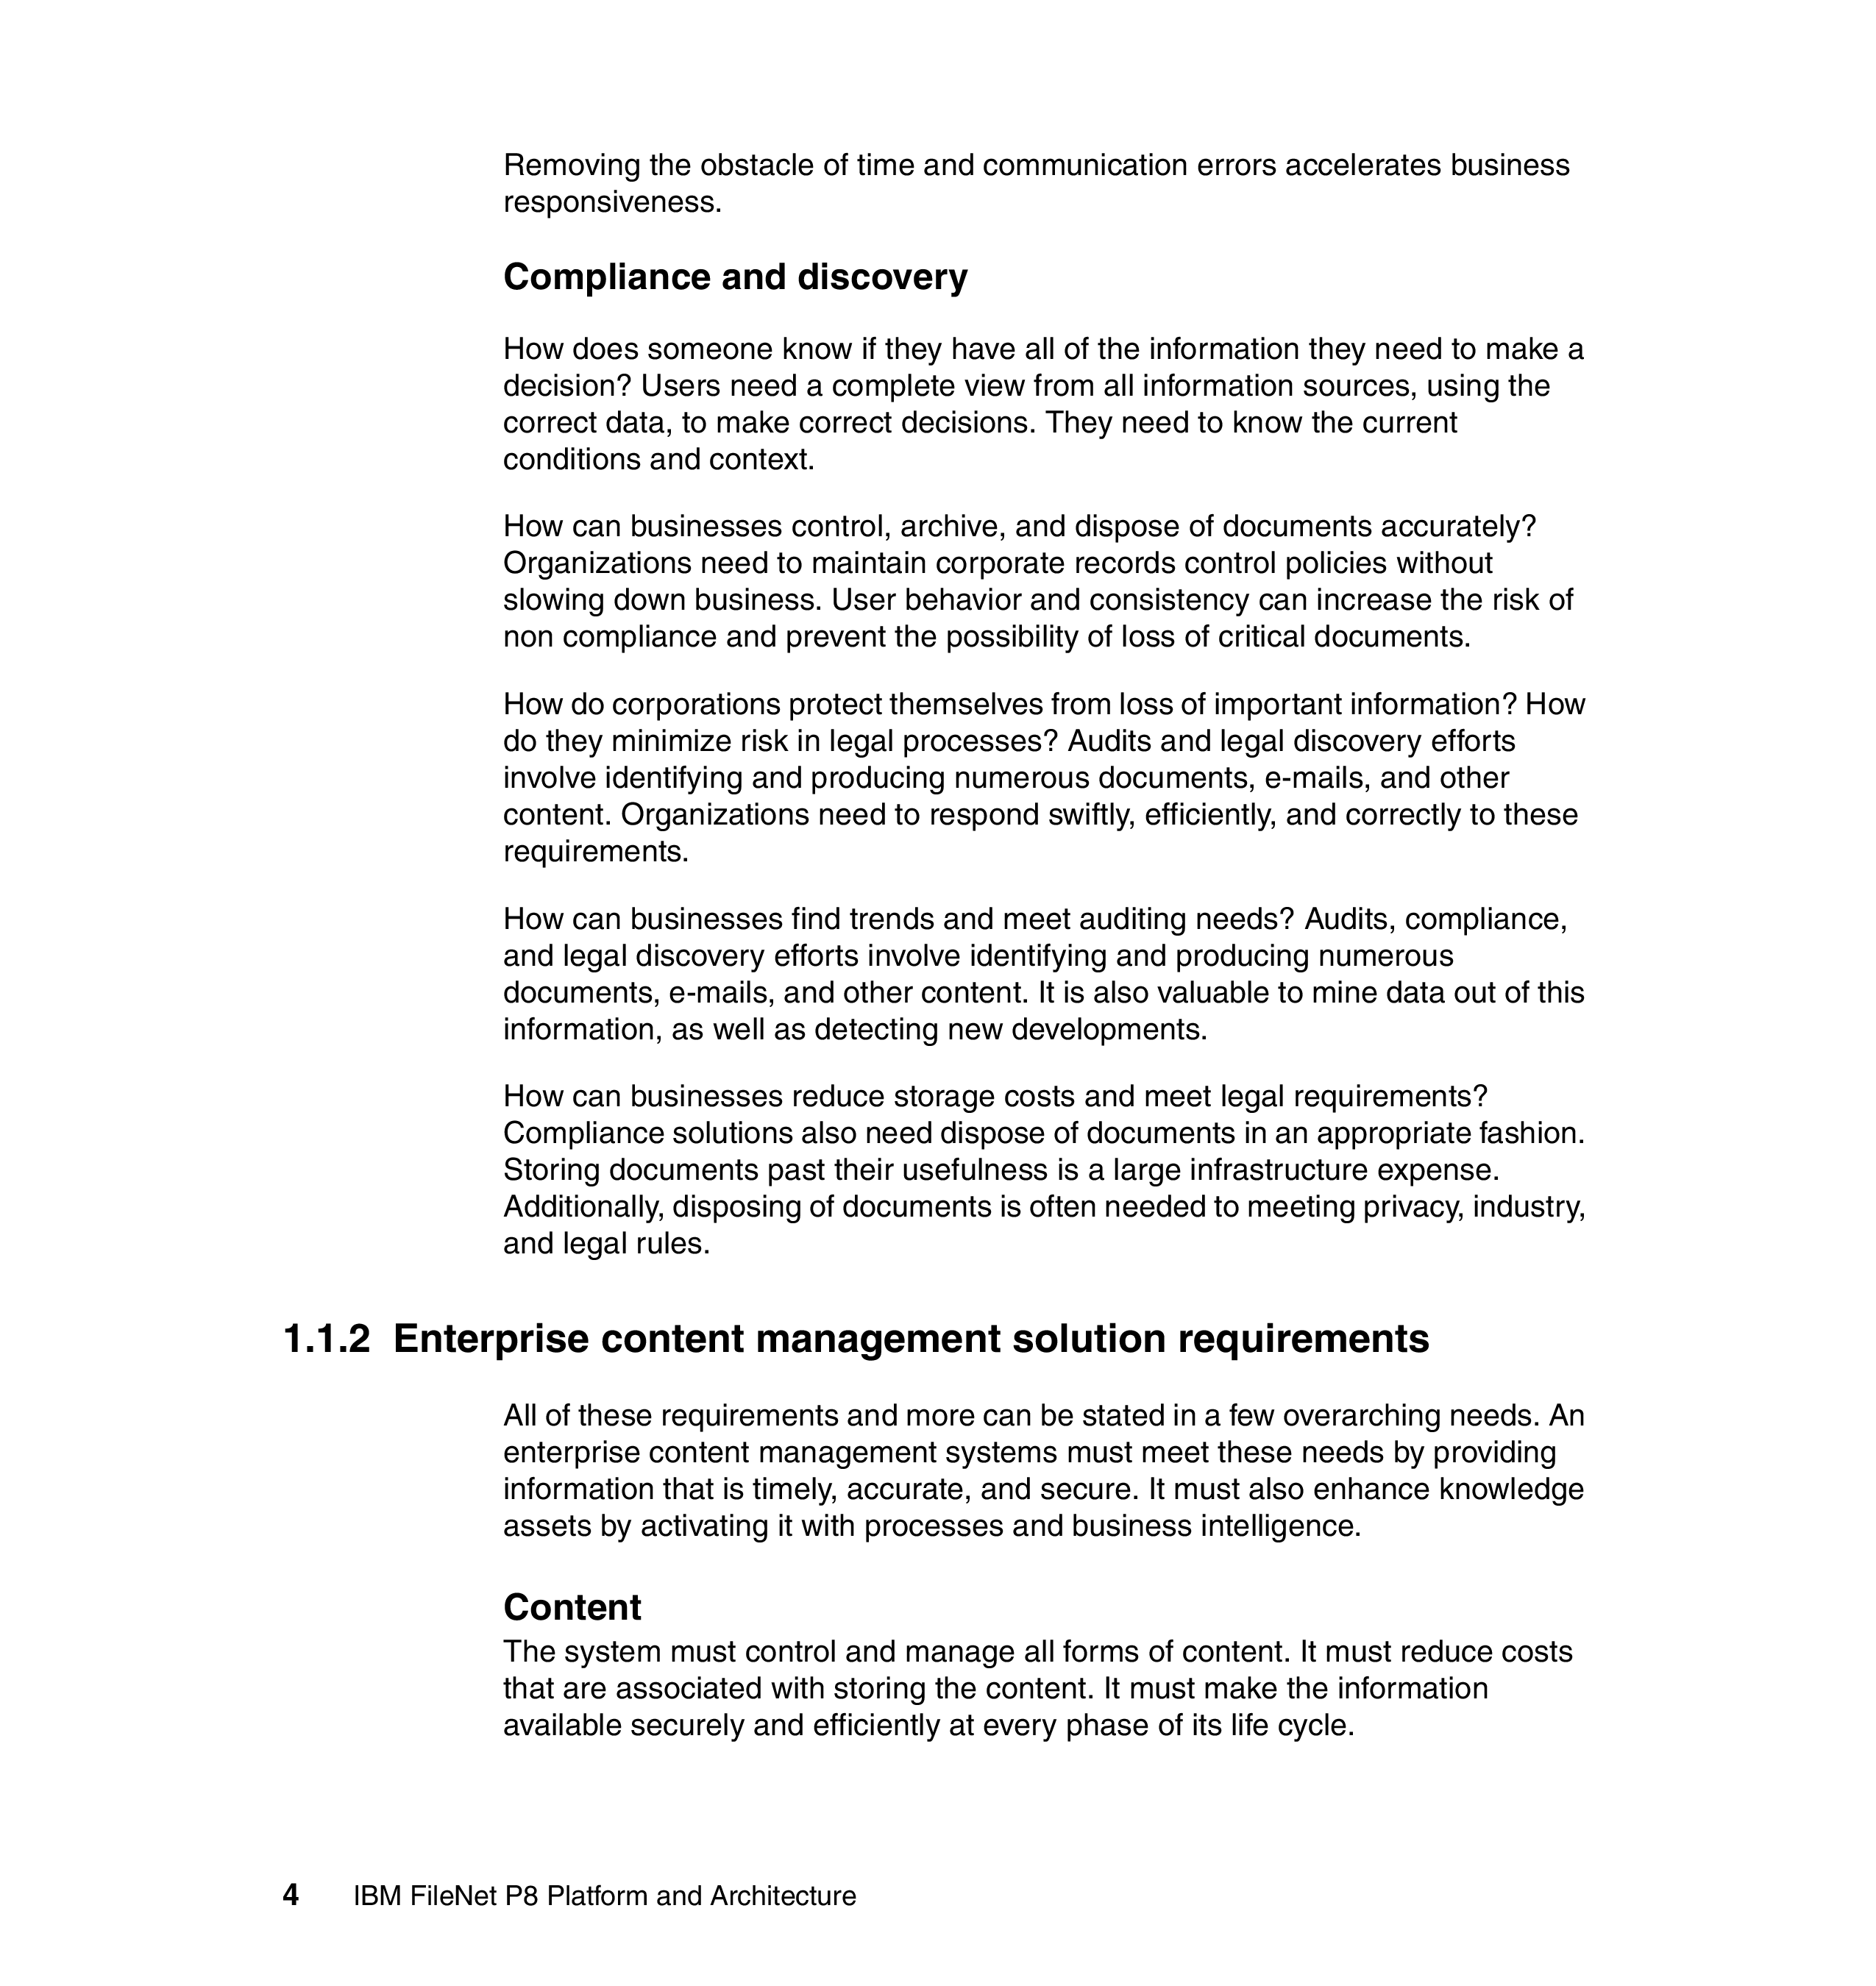 Removing the obstacle of time and communication errors accelerates business
responsiveness.
Compliance and discovery
How does someone know if they have all of the information they need to make a
decision? Users need a complete view from all information sources, using the
correct data, to make correct decisions. They need to know the current
conditions and context.
How can businesses control, archive, and dispose of documents accurately?
Organizations need to maintain corporate records control policies without
slowing down business. User behavior and consistency can increase the risk of
non compliance and prevent the possibility of loss of critical documents.
How do corporations protect themselves from loss of important information? How
do they minimize risk in legal processes? Audits and legal discovery efforts
involve identifying and producing numerous documents, e-mails, and other
content. Organizations need to respond swiftly, efficiently, and correctly to these
requirements.
How can businesses find trends and meet auditing needs? Audits, compliance,
and legal discovery efforts involve identifying and producing numerous
documents, e-mails, and other content. It is also valuable to mine data out of this
information, as well as detecting new developments.
How can businesses reduce storage costs and meet legal requirements?
Compliance solutions also need dispose of documents in an appropriate fashion.
Storing documents past their usefulness is a large infrastructure expense.
Additionally, disposing of documents is often needed to meeting privacy, industry,
and legal rules.
1.1.2 Enterprise content management solution requirements
All of these requirements and more can be stated in a few overarching needs. An
enterprise content management systems must meet these needs by providing
information that is timely, accurate, and secure. It must also enhance knowledge
assets by activating it with processes and business intelligence.
Content
The system must control and manage all forms of content. It must reduce costs
that are associated with storing the content. It must make the information
available securely and efficiently at every phase of its life cycle.
4 IBM FileNet P8 Platform and Architecture